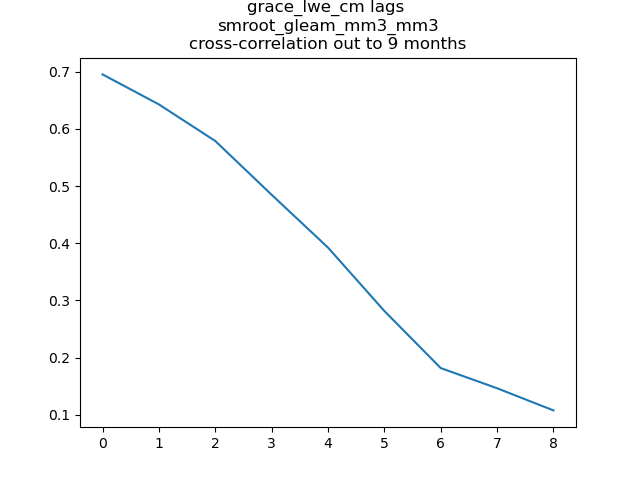 grace_lwe_cm lags
smroot_gleam_mm3_mm3
cross-correlation out to 9 months
0.7
0.6
0.5
0.4
0.3
0.2
0.1
0 1 2 3 4 5 6 7 8